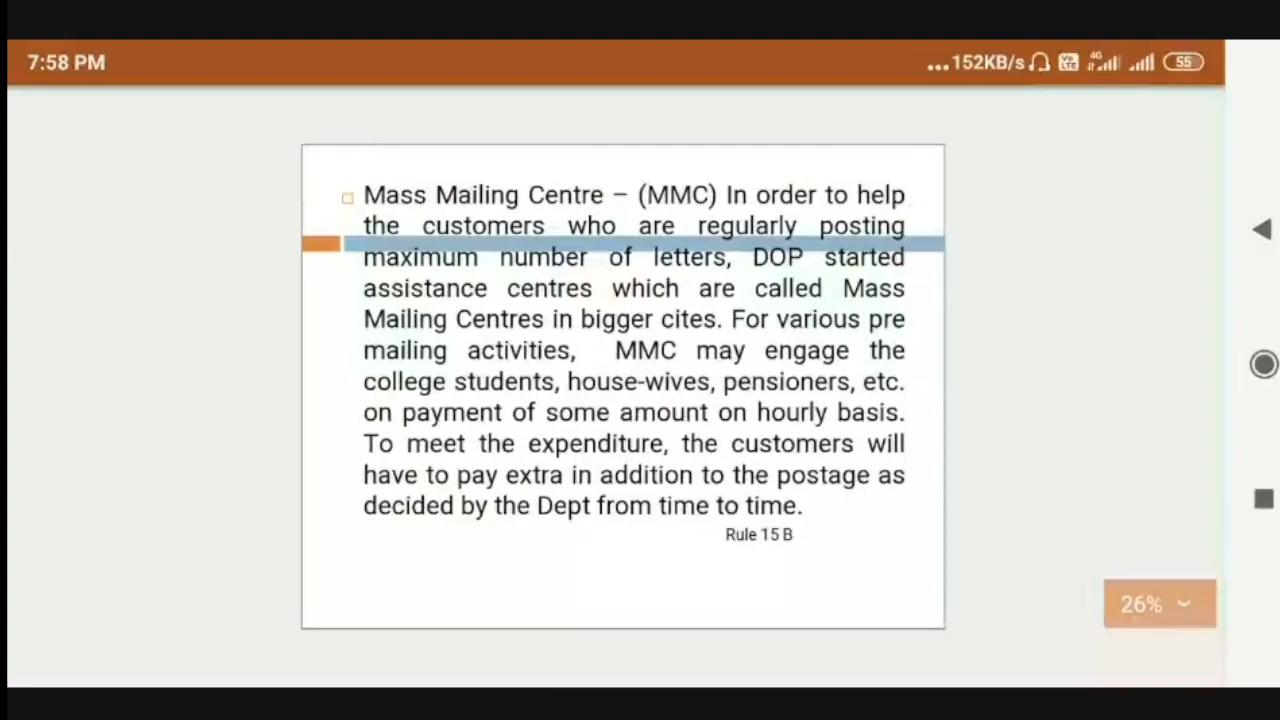 7:58 PM
...152KB/s Vo LTE 4G 55
Mass Mailing Centre – (MMC) In order to help
the customers who are regularly posting
maximum number of letters, DOP started
assistance centres which are called Mass
Mailing Centres in bigger cites. For various pre
mailing activities, MMC may engage the
college students, house-wives, pensioners, etc.
on payment of some amount on hourly basis.
To meet the expenditure, the customers will
have to pay extra in addition to the postage as
decided by the Dept from time to time.
Rule 15 B
26%